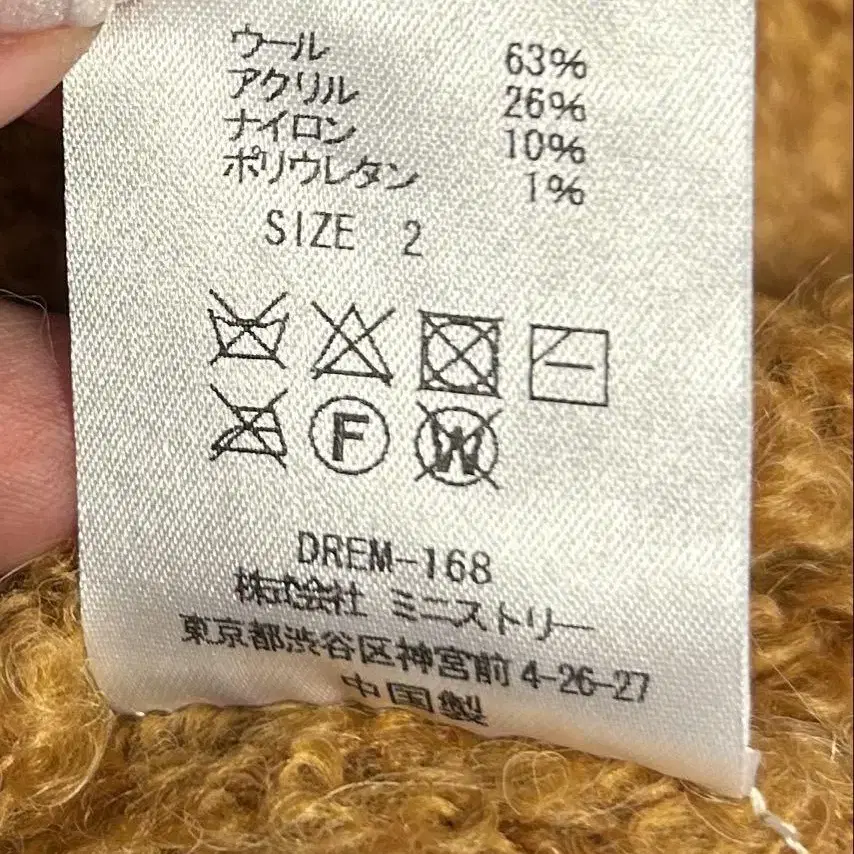 ウール 63%
アクリル 26%
ナイロン 10%
ポリウレタン 1%
SIZE 2
F W
DREM-168
株式会社 ミニストリー
東京都渋谷区神宮前 4-26-27
中国製